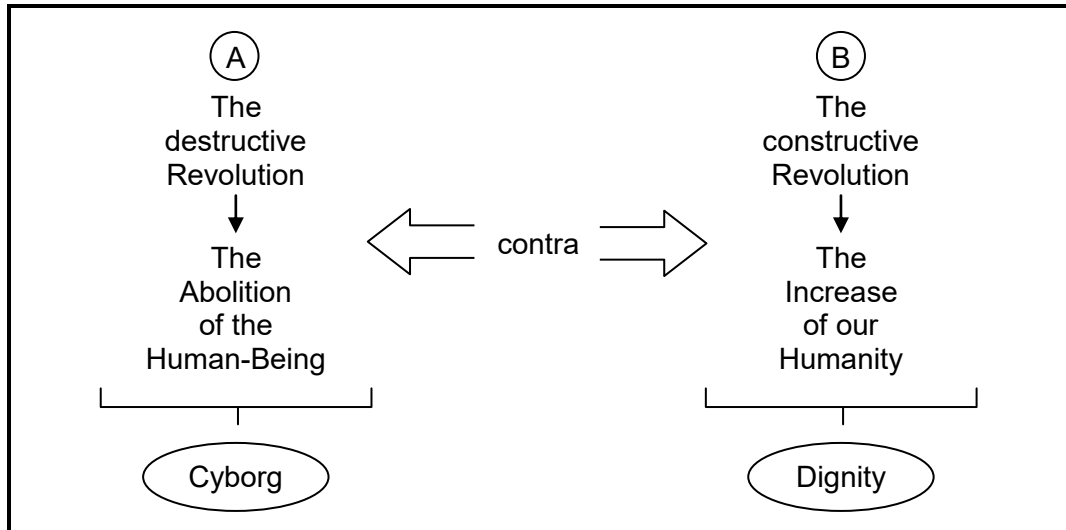 A
The
destructive
Revolution
The
Abolition
of the
Human-Being
Cyborg
contra
B
The
constructive
Revolution
The
Increase
of our
Humanity
Dignity